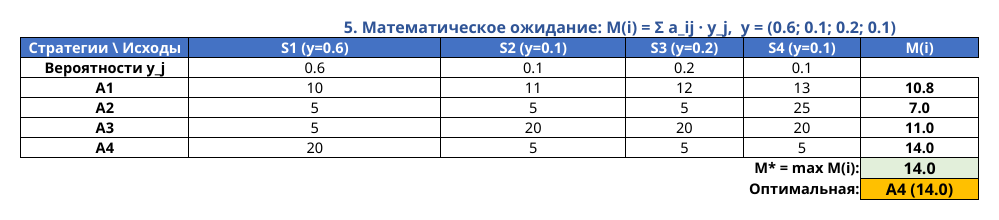 5. Математическое ожидание: M(i) = Σ a_ij · y_j, y = (0.6; 0.1; 0.2; 0.1)
Стратегии \ Исходы S1 (y=0.6) S2 (y=0.1) S3 (y=0.2) S4 (y=0.1) M(i)
Вероятности y_j 0.6 0.1 0.2 0.1
A1 10 11 12 13 10.8
A2 5 5 5 25 7.0
A3 5 20 20 20 11.0
A4 20 5 5 5 14.0
M* = max M(i): 14.0
Оптимальная: A4 (14.0)